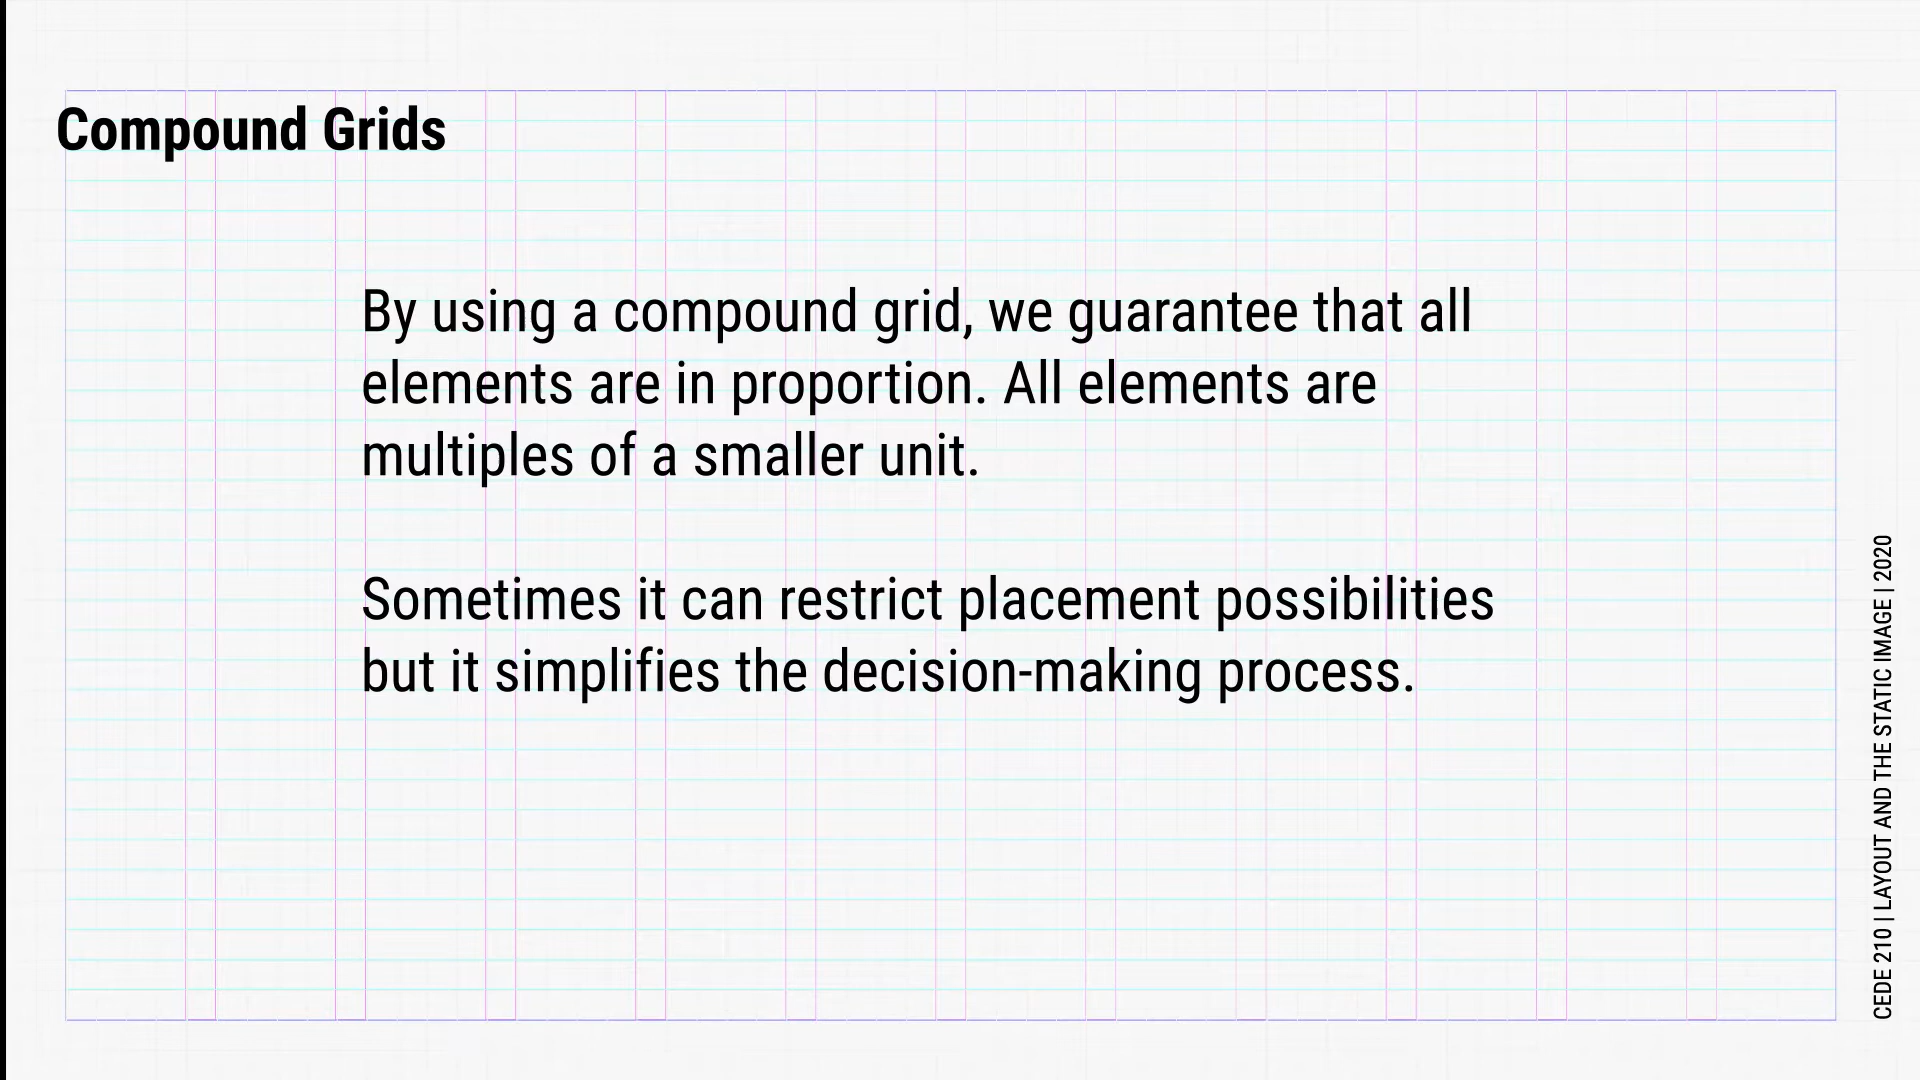 Compound Grids
By using a compound grid, we guarantee that all
elements are in proportion. All elements are
multiples of a smaller unit.
Sometimes it can restrict placement possibilities
but it simplifies the decision-making process.
CEDE 210 | LAYOUT AND THE STATIC IMAGE | 2020